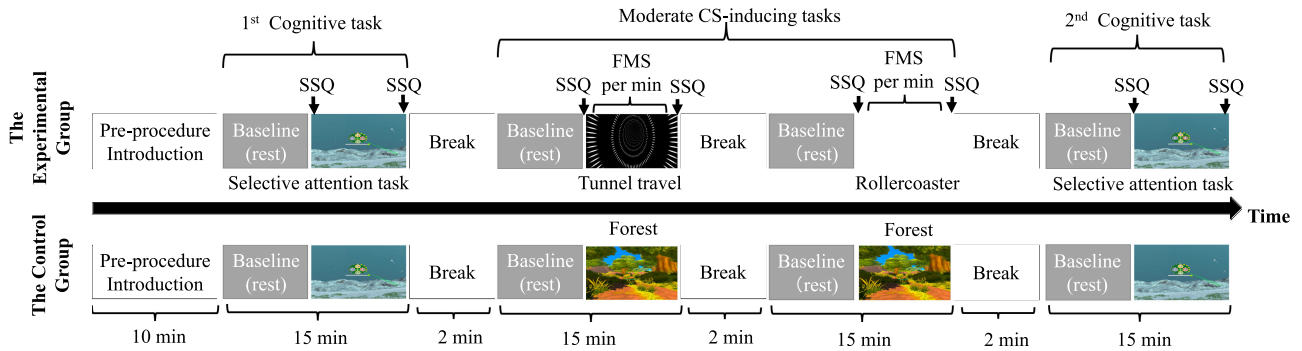 1st Cognitive task
Moderate CS-inducing tasks
2nd Cognitive task
SSQ
SSQ
SSQ
FMS
per min
SSQ
SSQ
FMS
per min
SSQ
SSQ
SSQ
The
Experimental
Group
Pre-procedure
Introduction
Baseline
(rest)
Break
Baseline
(rest)
Break
Baseline
(rest)
Break
Baseline
(rest)
Selective attention task
Tunnel travel
Rollercoaster
Selective attention task
Time
Forest
Forest
The Control
Group
Pre-procedure
Introduction
Baseline
(rest)
Break
Baseline
(rest)
Break
Baseline
(rest)
Break
Baseline
(rest)
10 min
15 min
2 min
15 min
2 min
15 min
2 min
15 min